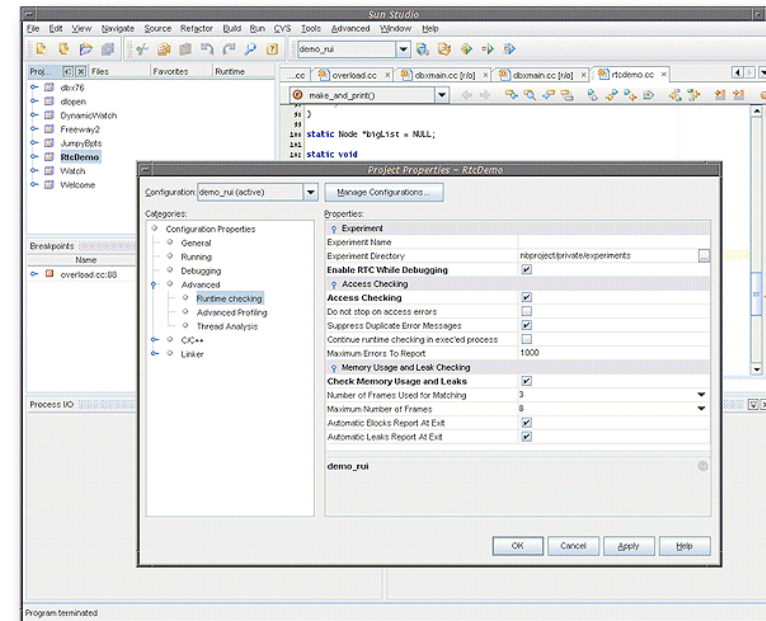 Sun Studio
File Edit View Navigate Source Refactor Build Run CVS Tools Advanced Window Help
demo_rui
Proj... Files Favorites Runtime
...cc overload.cc × dbxmain.cc [r/o] × dbxmain.cc [r/o] × rtcdemo.cc ×
make_and_print()
dbx76
dlopen
DynamicWatch
Freeway2
JumpyBpts
RtcDemo
Watch
Welcome
98 }
99
100 static Node *bigList = NULL;
101
102 static void
Breakpoints
Name
overload.cc:88
Process I/O
Project Properties - RtcDemo
Configuration: demo_rui (active) Manage Configurations...
Categories:
Configuration Properties
General
Running
Debugging
Advanced
Runtime checking
Advanced Profiling
Thread Analysis
C/C++
Linker
Properties:
Experiment
Experiment Name
Experiment Directory nbproject/private/experiments ...
Enable RTC While Debugging
Access Checking
Access Checking
Do not stop on access errors
Suppress Duplicate Error Messages
Continue runtime checking in exec'ed process
Maximum Errors To Report 1000
Memory Usage and Leak Checking
Check Memory Usage and Leaks
Number of Frames Used for Matching 3
Maximum Number of Frames 8
Automatic Blocks Report At Exit
Automatic Leaks Report At Exit
demo_rui
OK Cancel Apply Help
Program terminated